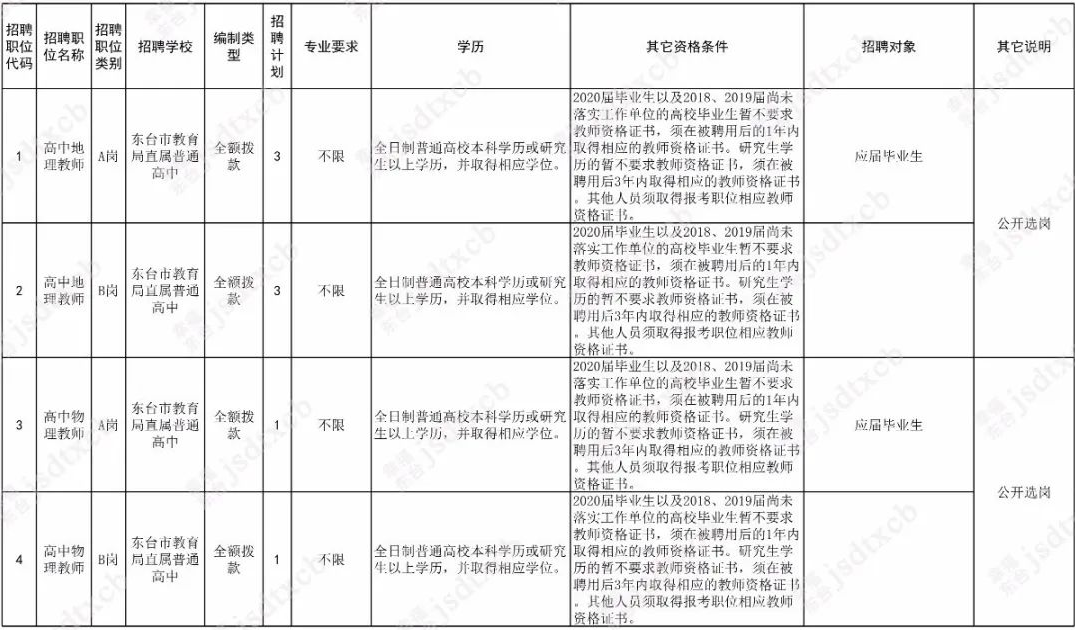 招聘
职位
代码
招聘职
位名称
招聘
职位
类别
招聘学校
编制类
型
招
聘
计
划
专业要求
学历
其它资格条件
招聘对象
其它说明
1
高中地
理教师
A岗
东台市教育
局直属普通
高中
全额拨
款
3
不限
全日制普通高校本科学历或研究
生以上学历，并取得相应学位。
2020届毕业生以及2018、2019届尚未
落实工作单位的高校毕业生暂不要求
教师资格证书，须在被聘用后的1年内
取得相应的教师资格证书。研究生学
历的暂不要求教师资格证书，须在被
聘用后3年内取得相应的教师资格证书
。其他人员须取得报考职位相应教师
资格证书。
应届毕业生
公开选岗
2
高中地
理教师
B岗
东台市教育
局直属普通
高中
全额拨
款
3
不限
全日制普通高校本科学历或研究
生以上学历，并取得相应学位。
2020届毕业生以及2018、2019届尚未
落实工作单位的高校毕业生暂不要求
教师资格证书，须在被聘用后的1年内
取得相应的教师资格证书。研究生学
历的暂不要求教师资格证书，须在被
聘用后3年内取得相应的教师资格证书
。其他人员须取得报考职位相应教师
资格证书。
3
高中物
理教师
A岗
东台市教育
局直属普通
高中
全额拨
款
1
不限
全日制普通高校本科学历或研究
生以上学历，并取得相应学位。
2020届毕业生以及2018、2019届尚未
落实工作单位的高校毕业生暂不要求
教师资格证书，须在被聘用后的1年内
取得相应的教师资格证书。研究生学
历的暂不要求教师资格证书，须在被
聘用后3年内取得相应的教师资格证书
。其他人员须取得报考职位相应教师
资格证书。
应届毕业生
公开选岗
4
高中物
理教师
B岗
东台市教育
局直属普通
高中
全额拨
款
1
不限
全日制普通高校本科学历或研究
生以上学历，并取得相应学位。
2020届毕业生以及2018、2019届尚未
落实工作单位的高校毕业生暂不要求
教师资格证书，须在被聘用后的1年内
取得相应的教师资格证书。研究生学
历的暂不要求教师资格证书，须在被
聘用后3年内取得相应的教师资格证书
。其他人员须取得报考职位相应教师
资格证书。
jsdtxcb